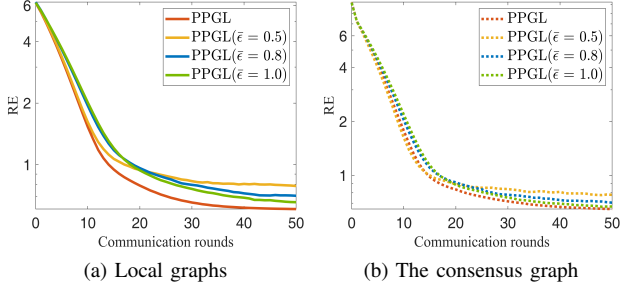 PPGL
PPGL(ε̄ = 0.5)
PPGL(ε̄ = 0.8)
PPGL(ε̄ = 1.0)
RE
6
4
2
1
0 10 20 30 40 50
Communication rounds
(a) Local graphs
PPGL
PPGL(ε̄ = 0.5)
PPGL(ε̄ = 0.8)
PPGL(ε̄ = 1.0)
RE
6
4
2
1
0 10 20 30 40 50
Communication rounds
(b) The consensus graph